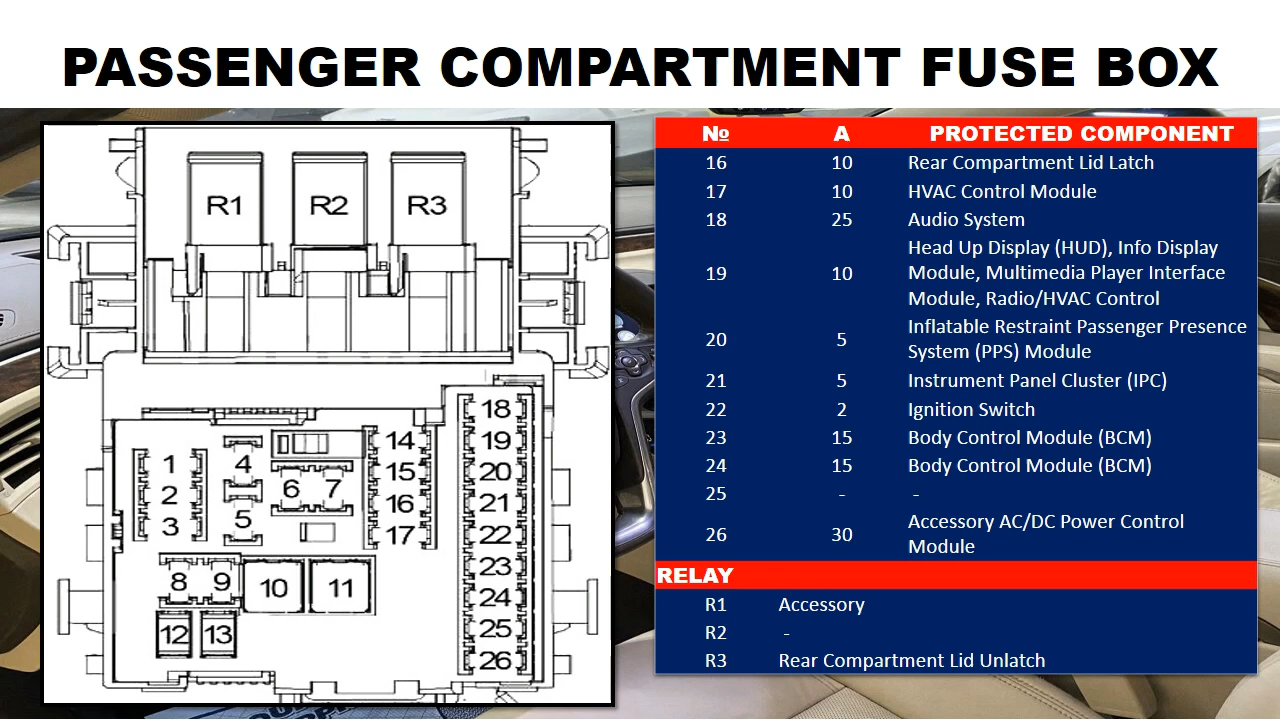 PASSENGER COMPARTMENT FUSE BOX
R1 R2 R3
18
14 19
1 4 15 20
2 6 7 16 21
3 5 17 22
23
8 9 10 11 24
12 13 25
26
№ A PROTECTED COMPONENT
16 10 Rear Compartment Lid Latch
17 10 HVAC Control Module
18 25 Audio System
Head Up Display (HUD), Info Display
19 10 Module, Multimedia Player Interface
Module, Radio/HVAC Control
20 5 Inflatable Restraint Passenger Presence
System (PPS) Module
21 5 Instrument Panel Cluster (IPC)
22 2 Ignition Switch
23 15 Body Control Module (BCM)
24 15 Body Control Module (BCM)
25 - -
26 30 Accessory AC/DC Power Control
Module
RELAY
R1 Accessory
R2 -
R3 Rear Compartment Lid Unlatch